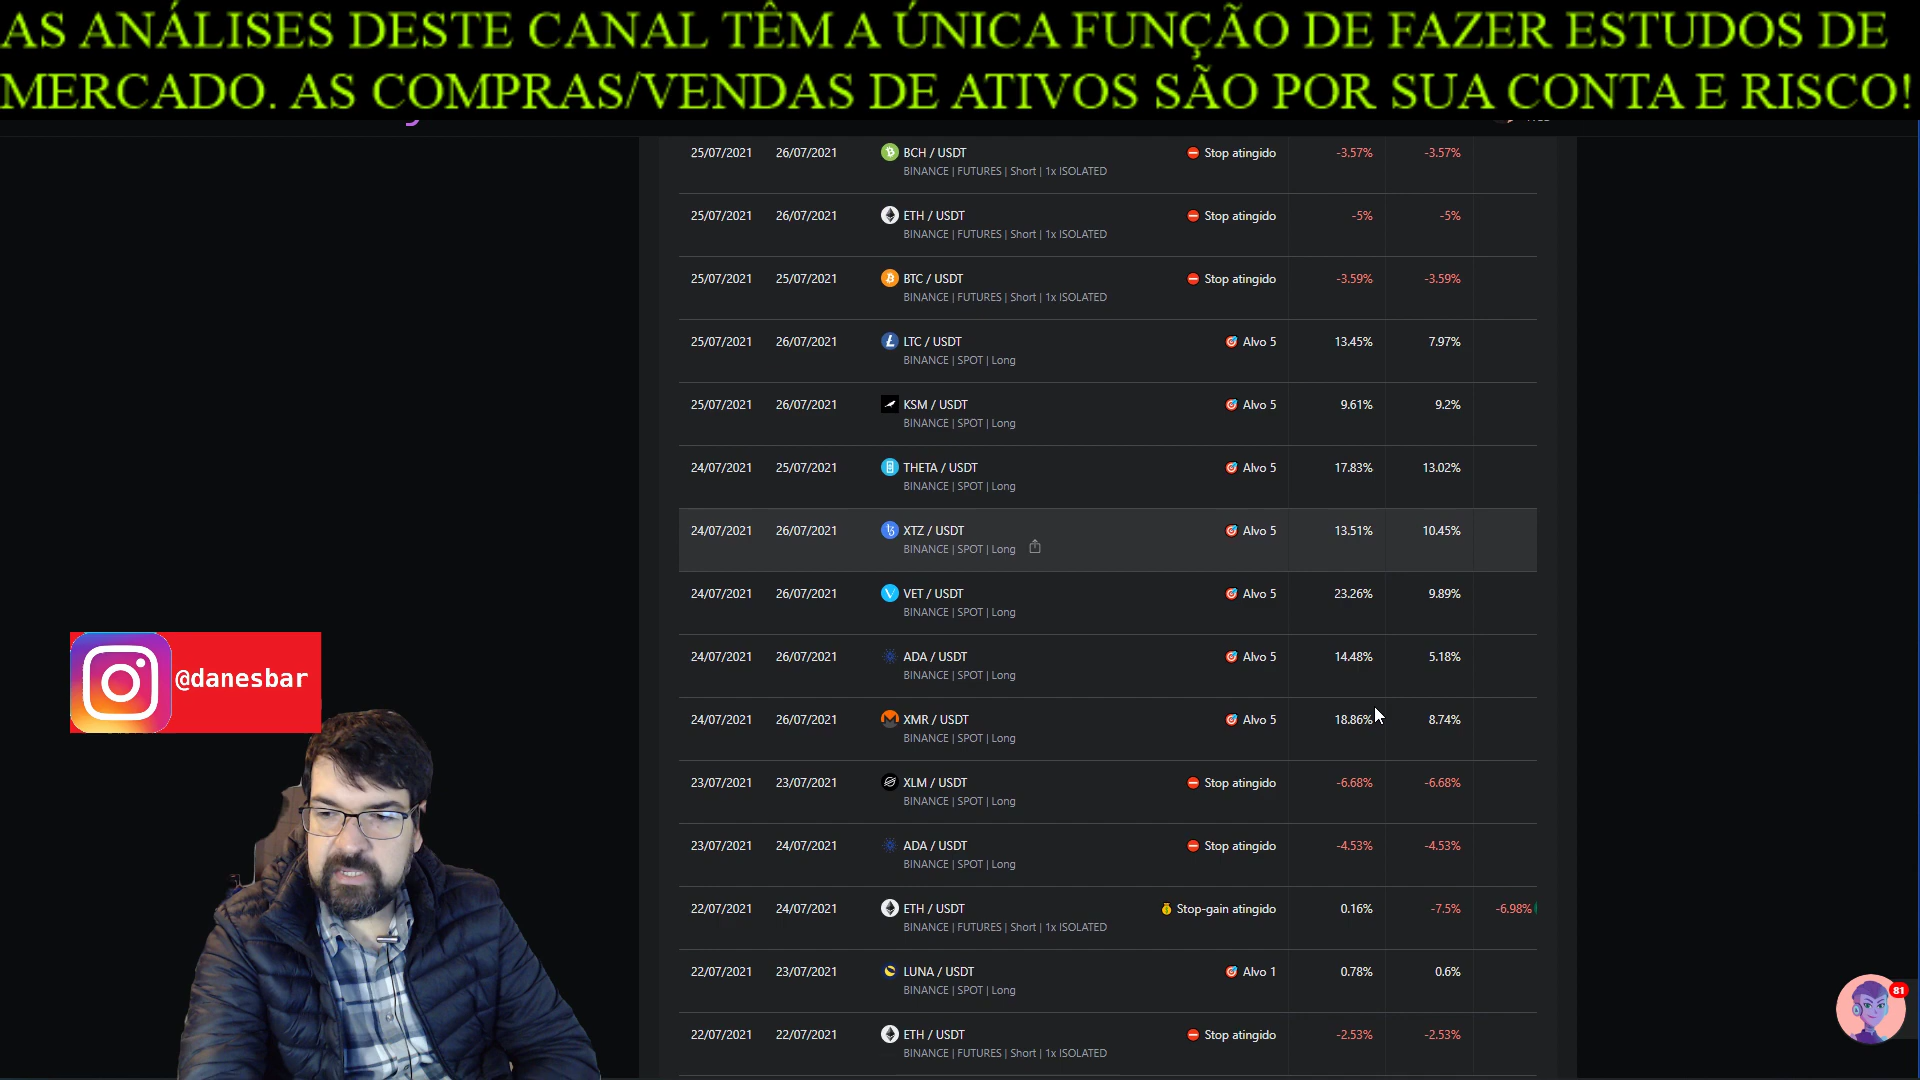 AS ANÁLISES DESTE CANAL TÊM A ÚNICA FUNÇÃO DE FAZER ESTUDOS DE
MERCADO. AS COMPRAS/VENDAS DE ATIVOS SÃO POR SUA CONTA E RISCO!
25/07/2021 26/07/2021 BCH / USDT Stop atingido -3.57% -3.57%
BINANCE | FUTURES | Short | 1x ISOLATED
25/07/2021 26/07/2021 ETH / USDT Stop atingido -5% -5%
BINANCE | FUTURES | Short | 1x ISOLATED
25/07/2021 25/07/2021 BTC / USDT Stop atingido -3.59% -3.59%
BINANCE | FUTURES | Short | 1x ISOLATED
25/07/2021 26/07/2021 LTC / USDT Alvo 5 13.45% 7.97%
BINANCE | SPOT | Long
25/07/2021 26/07/2021 KSM / USDT Alvo 5 9.61% 9.2%
BINANCE | SPOT | Long
24/07/2021 25/07/2021 THETA / USDT Alvo 5 17.83% 13.02%
BINANCE | SPOT | Long
24/07/2021 26/07/2021 XTZ / USDT Alvo 5 13.51% 10.45%
BINANCE | SPOT | Long
24/07/2021 26/07/2021 VET / USDT Alvo 5 23.26% 9.89%
BINANCE | SPOT | Long
24/07/2021 26/07/2021 ADA / USDT Alvo 5 14.48% 5.18%
BINANCE | SPOT | Long
24/07/2021 26/07/2021 XMR / USDT Alvo 5 18.86% 8.74%
BINANCE | SPOT | Long
23/07/2021 23/07/2021 XLM / USDT Stop atingido -6.68% -6.68%
BINANCE | SPOT | Long
23/07/2021 24/07/2021 ADA / USDT Stop atingido -4.53% -4.53%
BINANCE | SPOT | Long
22/07/2021 24/07/2021 ETH / USDT Stop-gain atingido 0.16% -7.5% -6.98%
BINANCE | FUTURES | Short | 1x ISOLATED
22/07/2021 23/07/2021 LUNA / USDT Alvo 1 0.78% 0.6%
BINANCE | SPOT | Long
22/07/2021 22/07/2021 ETH / USDT Stop atingido -2.53% -2.53%
BINANCE | FUTURES | Short | 1x ISOLATED
@danesbar
81